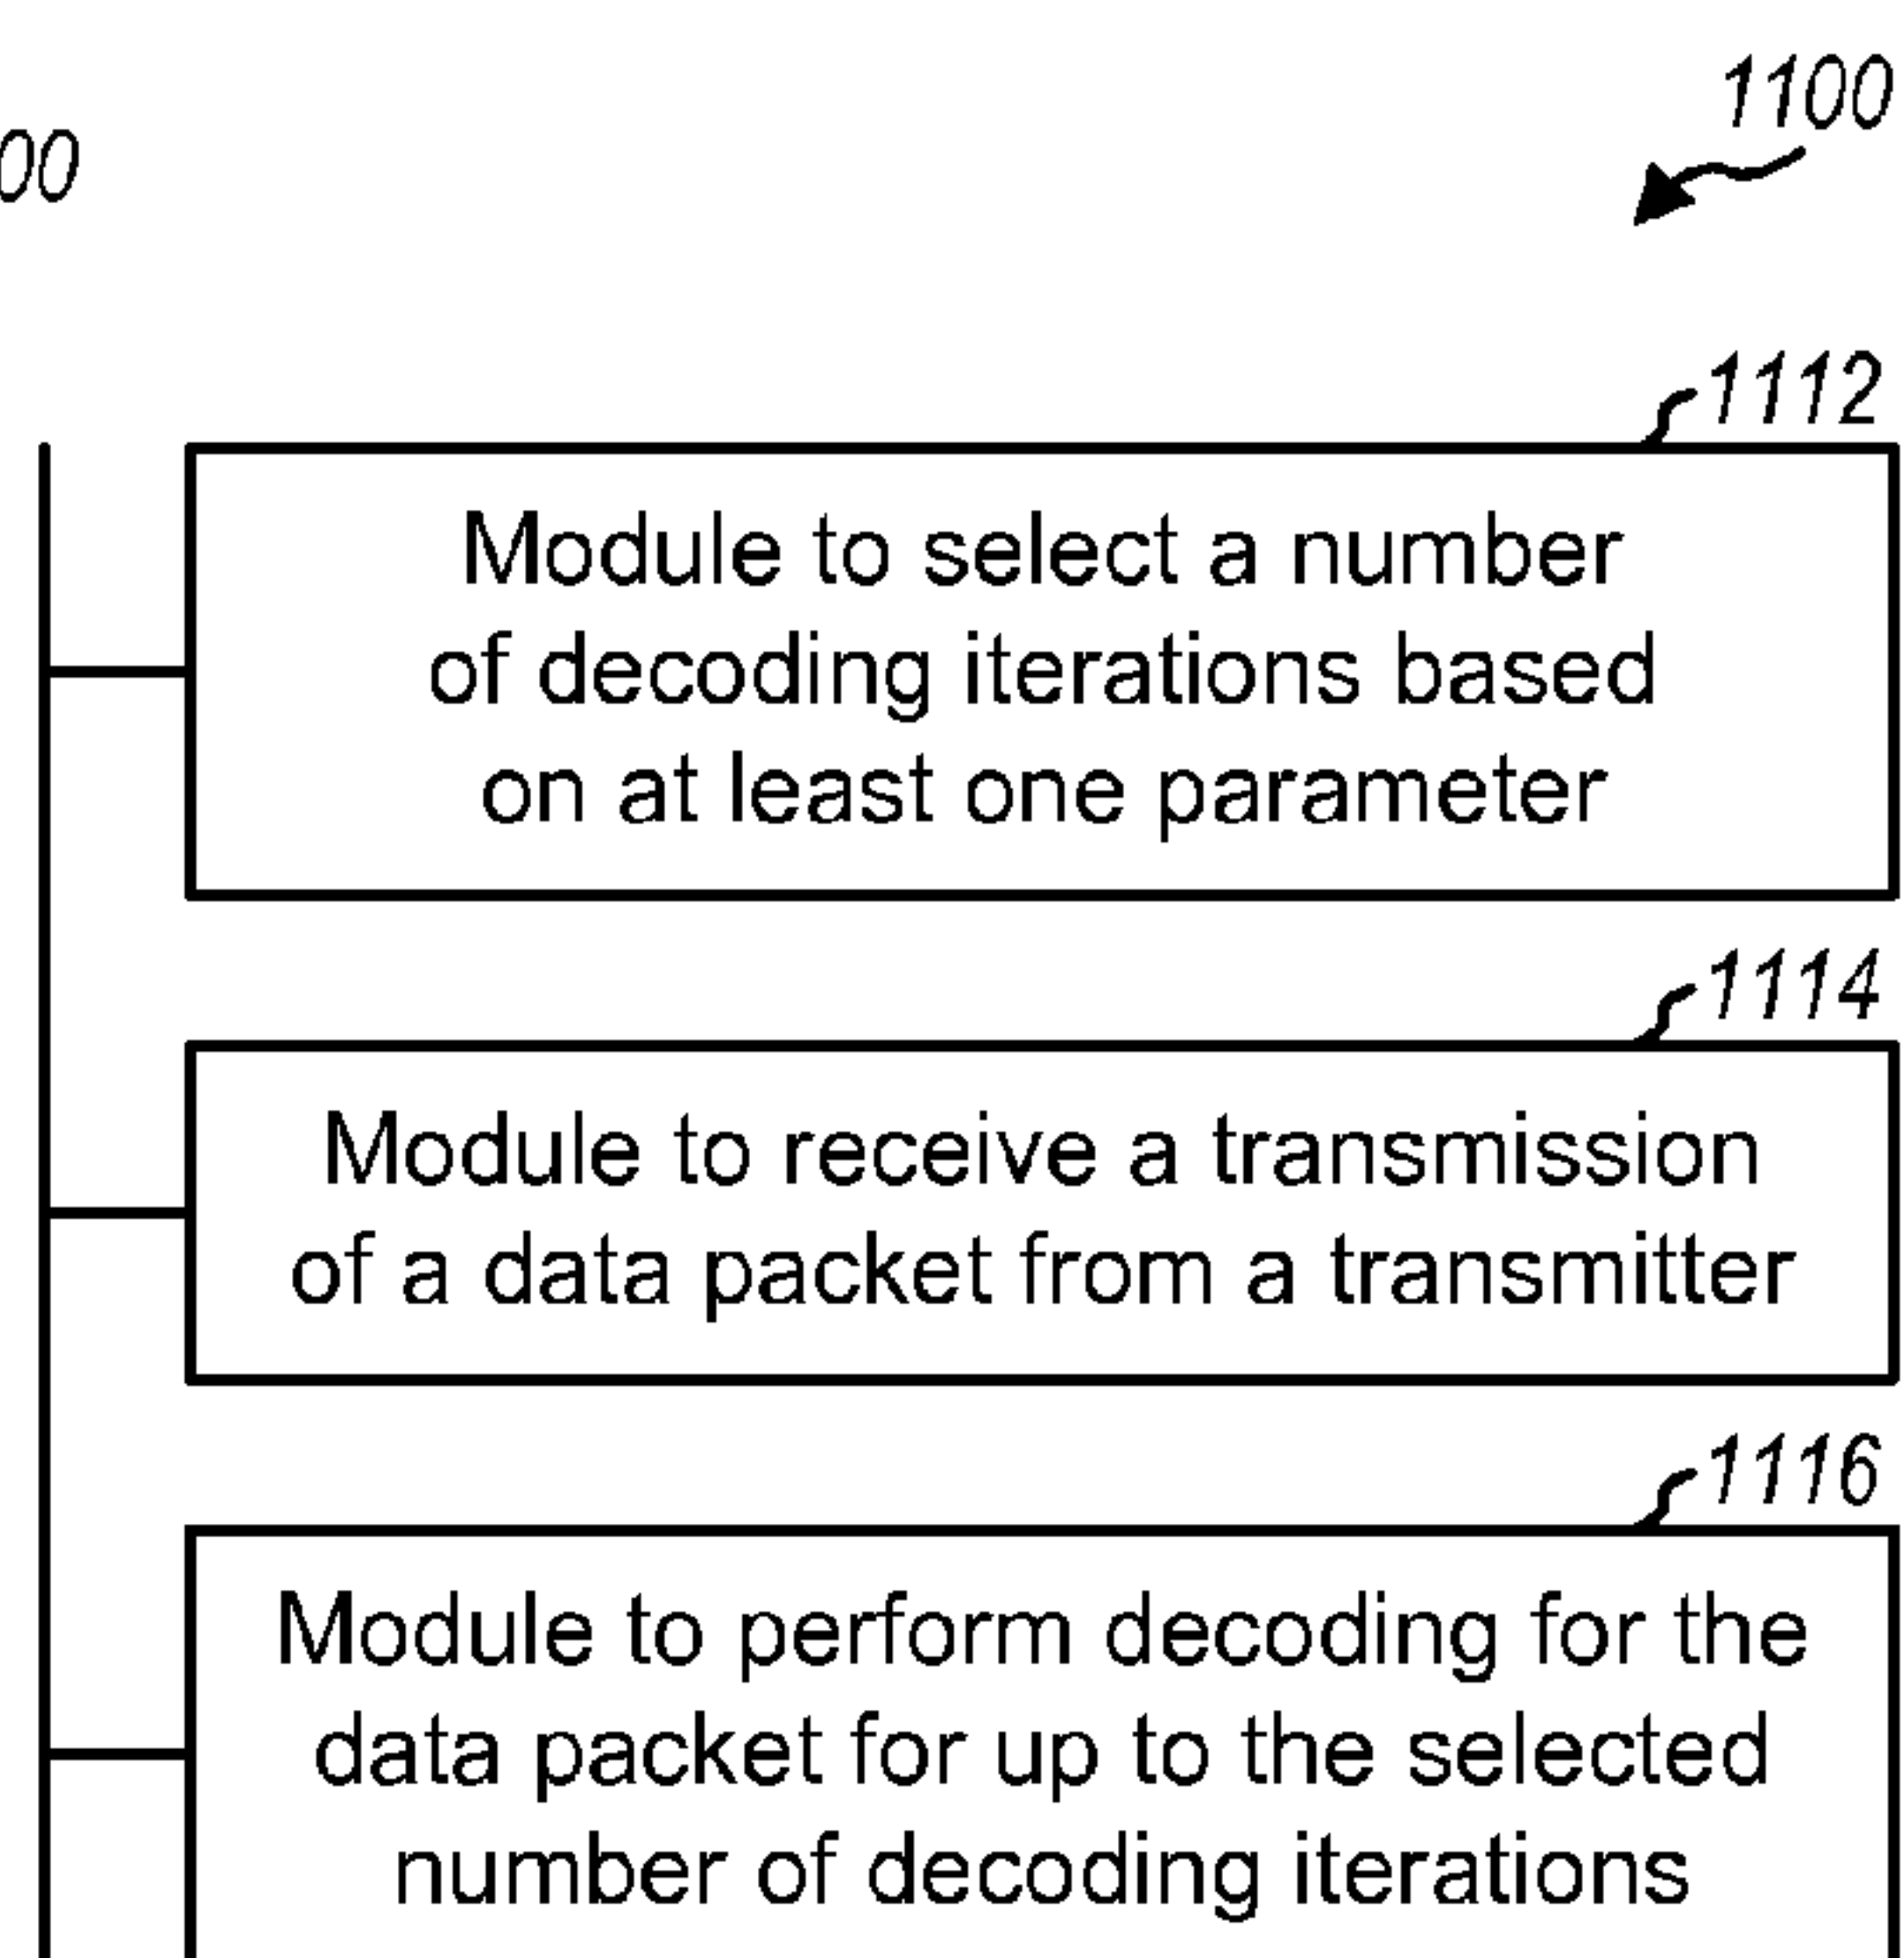 1100
00
1112
Module to select a number
of decoding iterations based
on at least one parameter
1114
Module to receive a transmission
of a data packet from a transmitter
1116
Module to perform decoding for the
data packet for up to the selected
number of decoding iterations